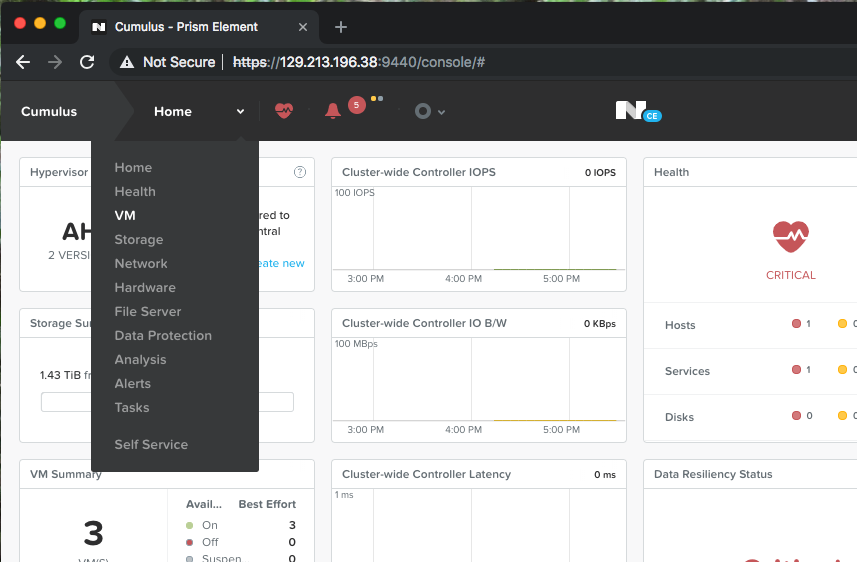 Cumulus - Prism Element
Not Secure
https://129.213.196.38:9440/console/#
Cumulus
Home
5
CE
Home
Health
VM
Storage
Network
Hardware
File Server
Data Protection
Analysis
Alerts
Tasks
Self Service
Hypervisor
?
AH
2 VERSI
red to
ntral
eate new
Cluster-wide Controller IOPS
0 IOPS
100 IOPS
3:00 PM
4:00 PM
5:00 PM
Health
CRITICAL
Hosts
1
0
Services
1
0
Disks
0
0
Storage Su
1.43 TiB fr
Cluster-wide Controller IO B/W
0 KBps
100 MBps
3:00 PM
4:00 PM
5:00 PM
VM Summary
3
VM(S)
Avail...
Best Effort
On
3
Off
0
Suspen
0
Cluster-wide Controller Latency
0 ms
1 ms
Data Resiliency Status